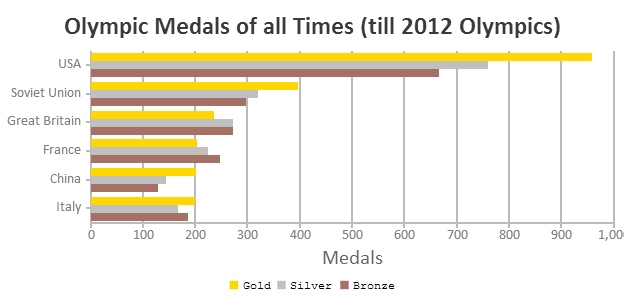 Olympic Medals of all Times (till 2012 Olympics)
USA
Soviet Union
Great Britain
France
China
Italy
0 100 200 300 400 500 600 700 800 900 1,0
Medals
Gold Silver Bronze